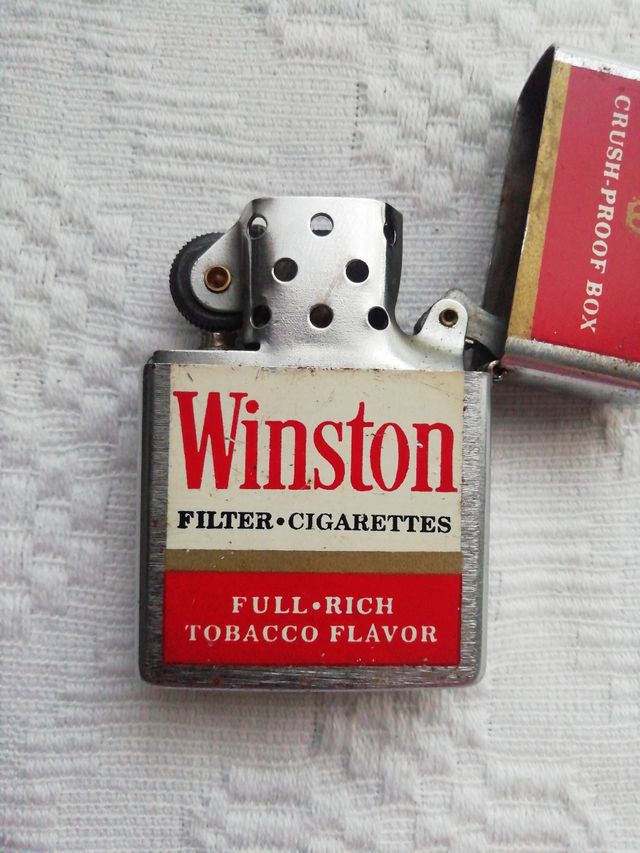 Winston
FILTER•CIGARETTES
FULL•RICH
TOBACCO FLAVOR
CRUSH-PROOF BOX